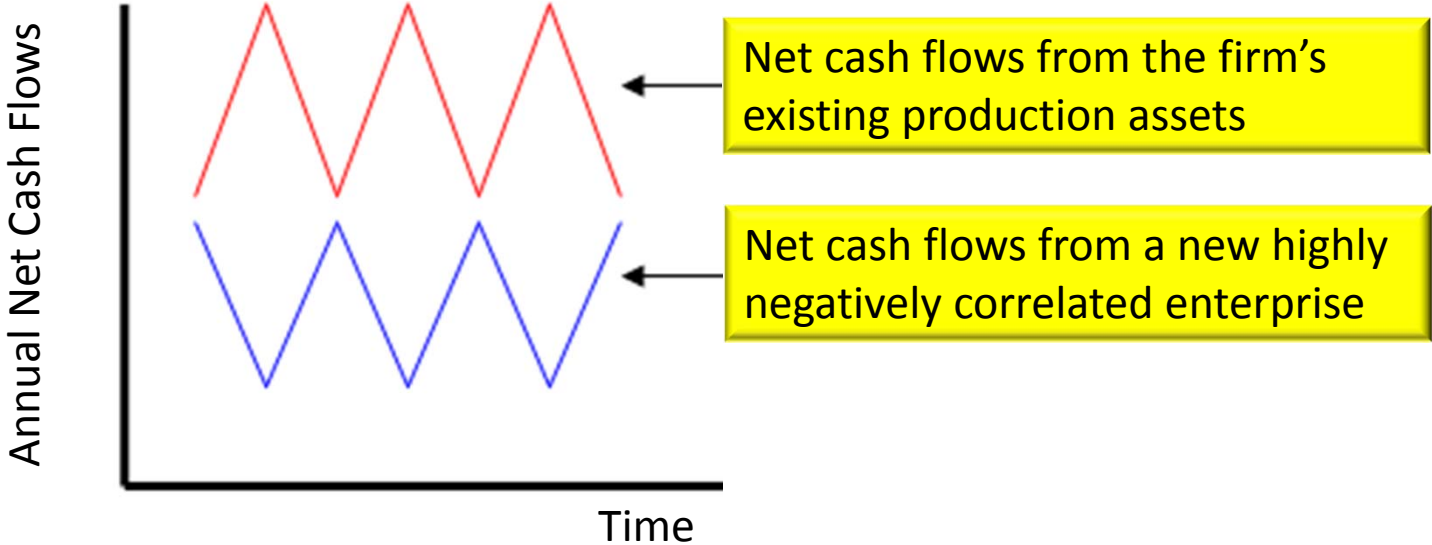 Annual Net Cash Flows
Net cash flows from the firm’s
existing production assets
Net cash flows from a new highly
negatively correlated enterprise
Time